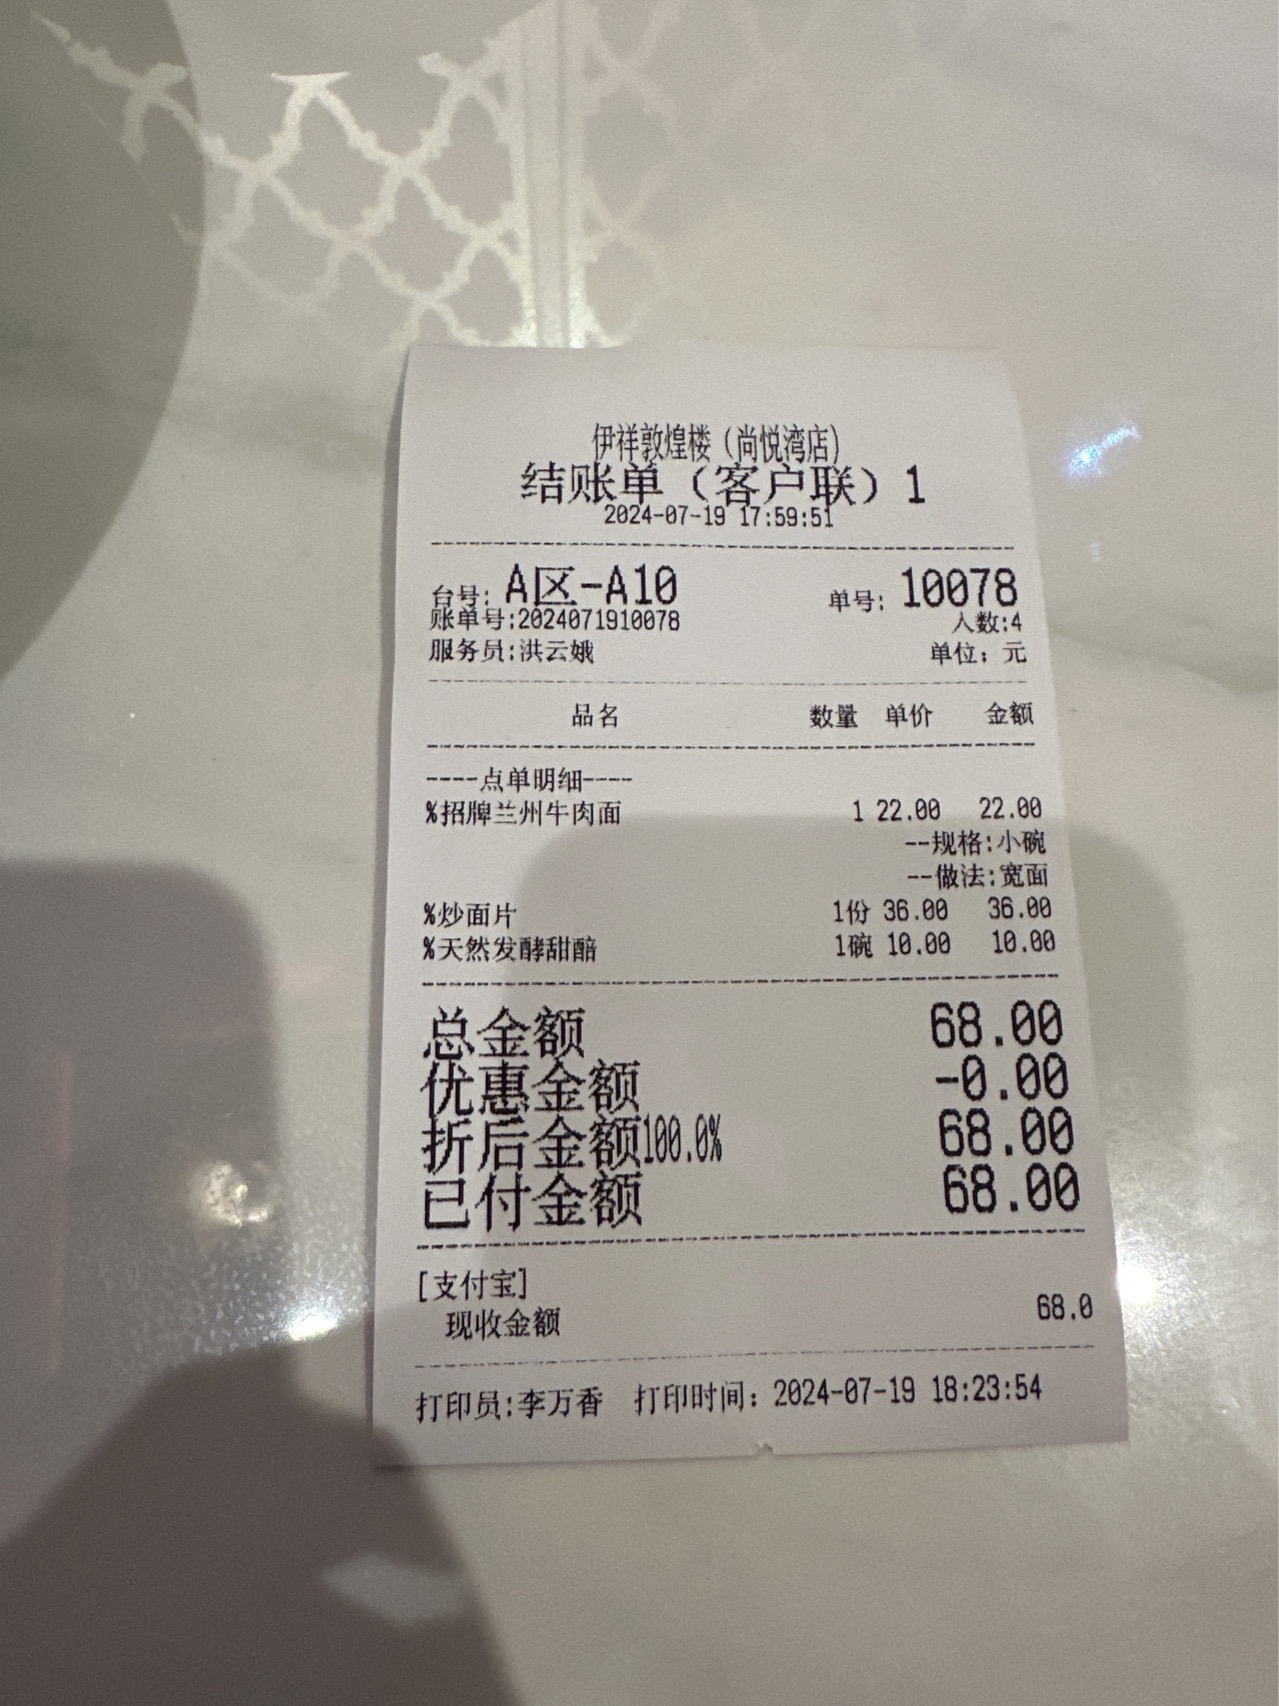 伊祥敦煌楼（尚悦湾店）
结账单（客户联）1
2024-07-19 17:59:51
台号: A区-A10 单号: 10078
账单号:2024071910078 人数:4
服务员:洪云娥 单位: 元
品名 数量 单价 金额
----点单明细----
%招牌兰州牛肉面 1 22.00 22.00
--规格:小碗
--做法:宽面
%炒面片 1份 36.00 36.00
%天然发酵甜醅 1碗 10.00 10.00
总金额 68.00
优惠金额 -0.00
折后金额100.0% 68.00
已付金额 68.00
[支付宝]
现收金额 68.0
打印员:李万香 打印时间: 2024-07-19 18:23:54